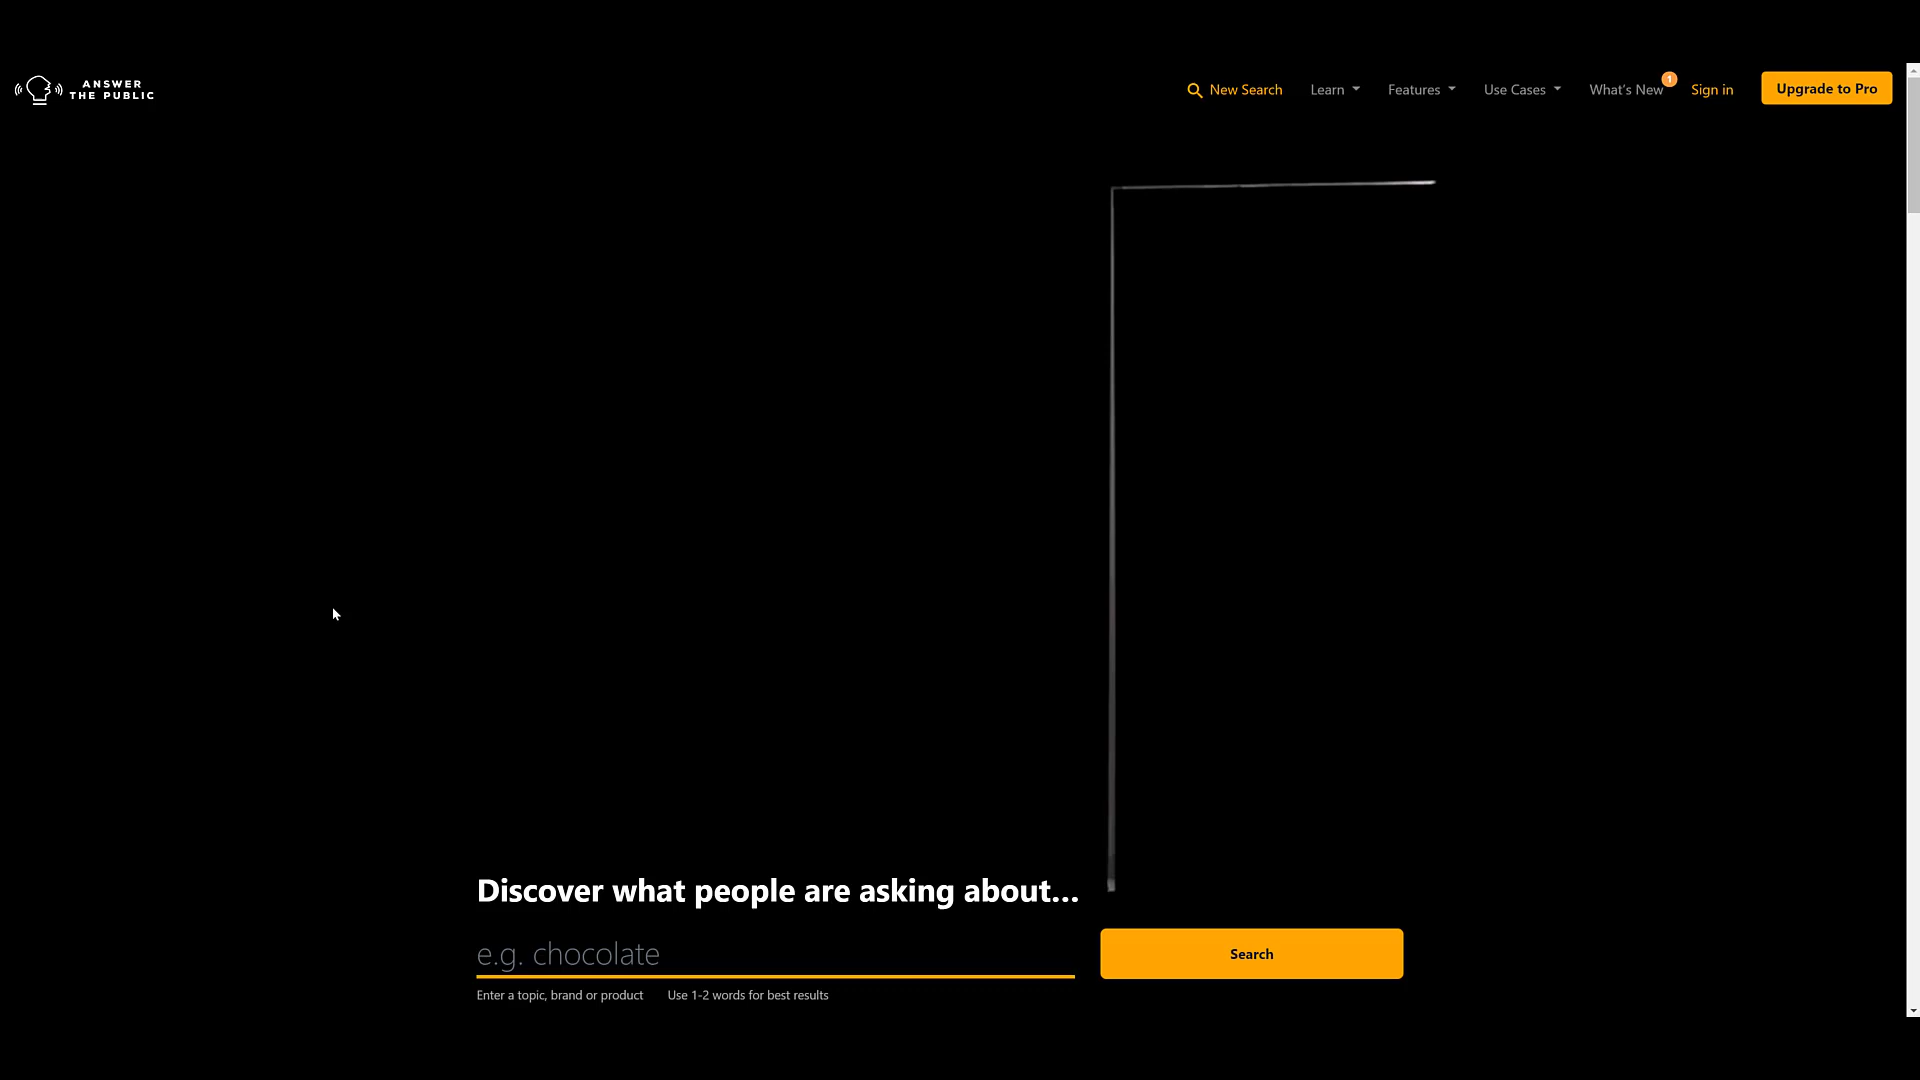 ANSWER
THE PUBLIC
New Search
Learn
Features
Use Cases
What's New
1
Sign in
Upgrade to Pro
Discover what people are asking about...
e.g. chocolate
Search
Enter a topic, brand or product
Use 1-2 words for best results